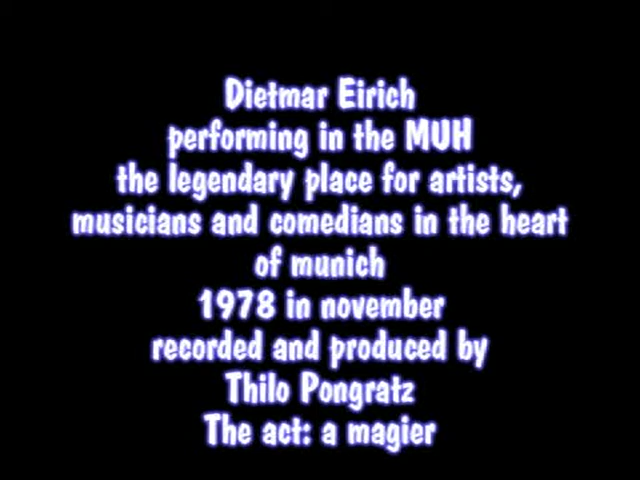 Dietmar Eirich
performing in the MUH
the legendary place for artists,
musicians and comedians in the heart
of munich
1978 in november
recorded and produced by
Thilo Pongratz
The act: a magier